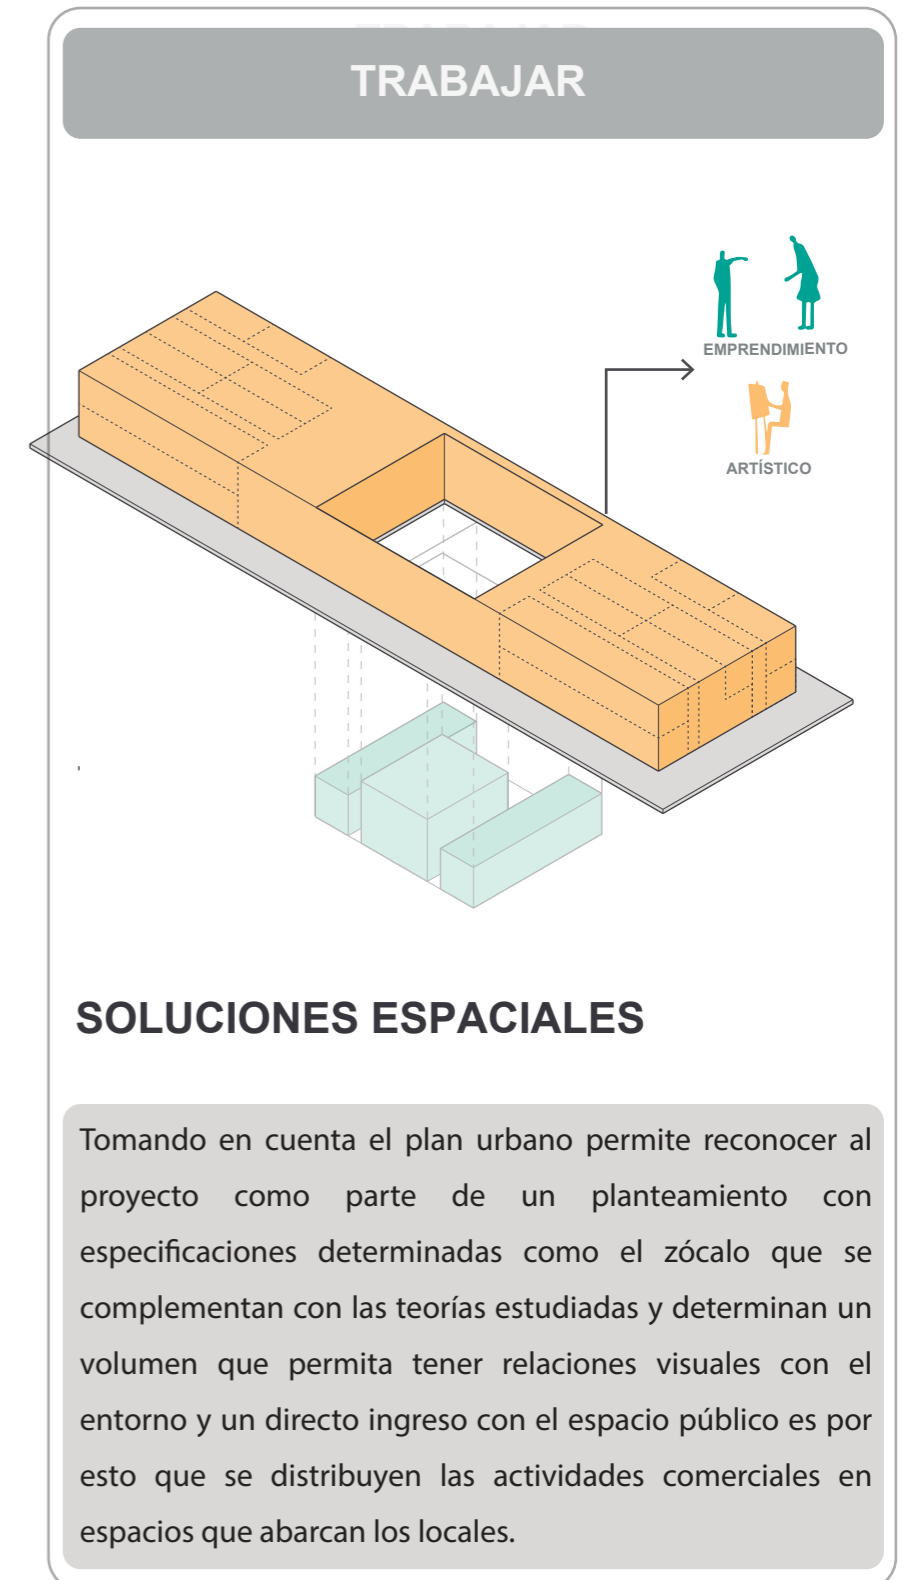 TRABAJAR
TRABAJAR
EMPRENDIMIENTO
ARTÍSTICO
SOLUCIONES ESPACIALES
Tomando en cuenta el plan urbano permite reconocer al
proyecto como parte de un planteamiento con
especificaciones determinadas como el zócalo que se
complementan con las teorías estudiadas y determinan un
volumen que permita tener relaciones visuales con el
entorno y un directo ingreso con el espacio público es por
esto que se distribuyen las actividades comerciales en
espacios que abarcan los locales.